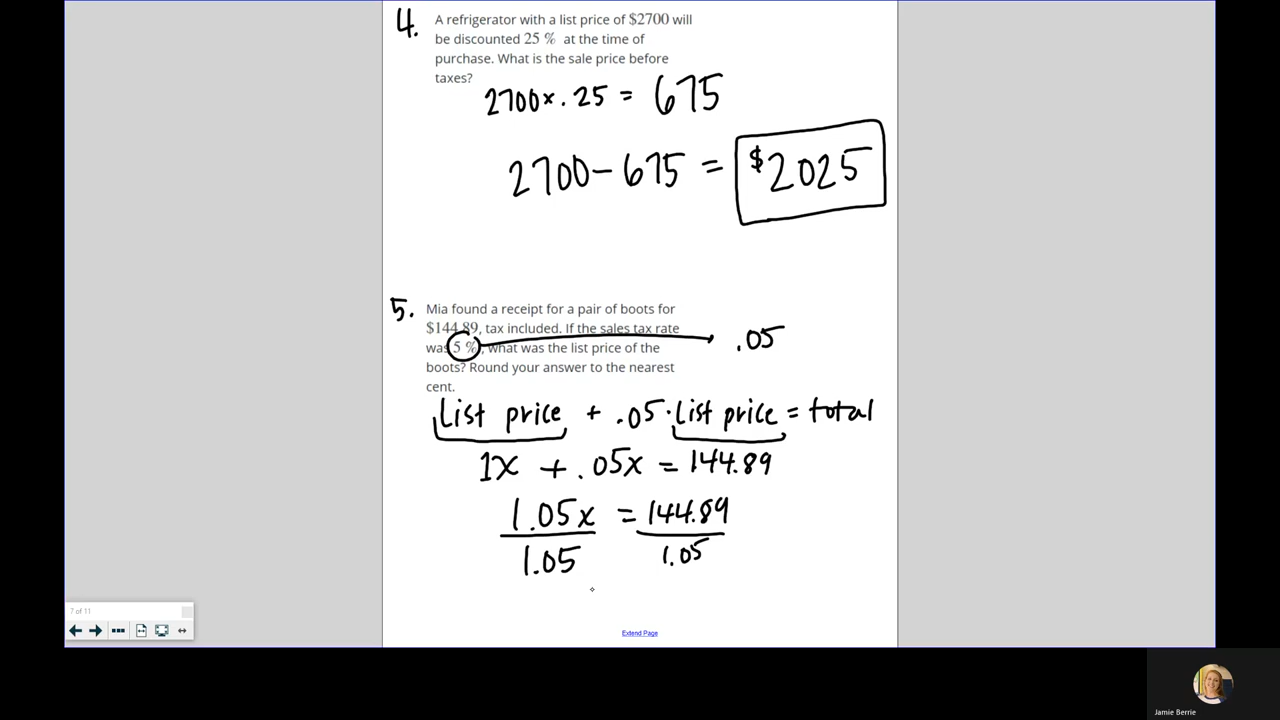 4.
A refrigerator with a list price of $2700 will
be discounted 25 % at the time of
purchase. What is the sale price before
taxes?
2700 x .25 = 675
2700 - 675 = $2025
5.
Mia found a receipt for a pair of boots for
$144.89, tax included. If the sales tax rate
was 5 %, what was the list price of the
.05
boots? Round your answer to the nearest
cent.
List price + .05 · List price = total
1x + .05x = 144.89
1.05x = 144.89
1.05 1.05
7 of 11
Extend Page
Jamie Berrie